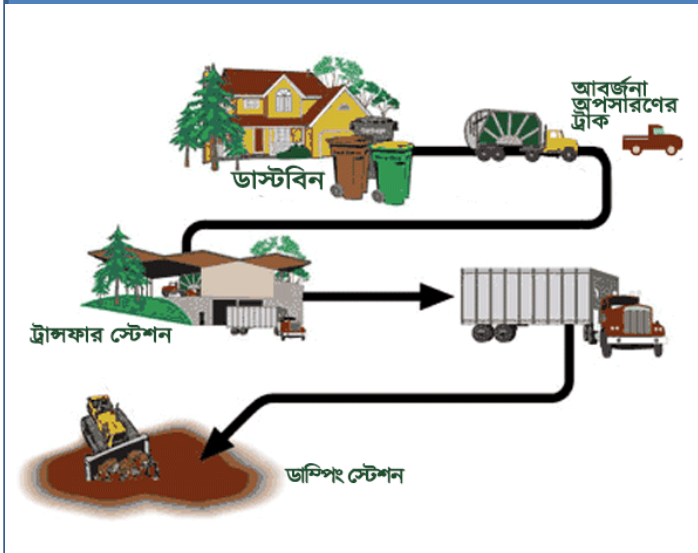 আবর্জনা
অপসারণের
ট্রাক
ডাস্টবিন
ট্রান্সফার স্টেশন
ডাম্পিং স্টেশন